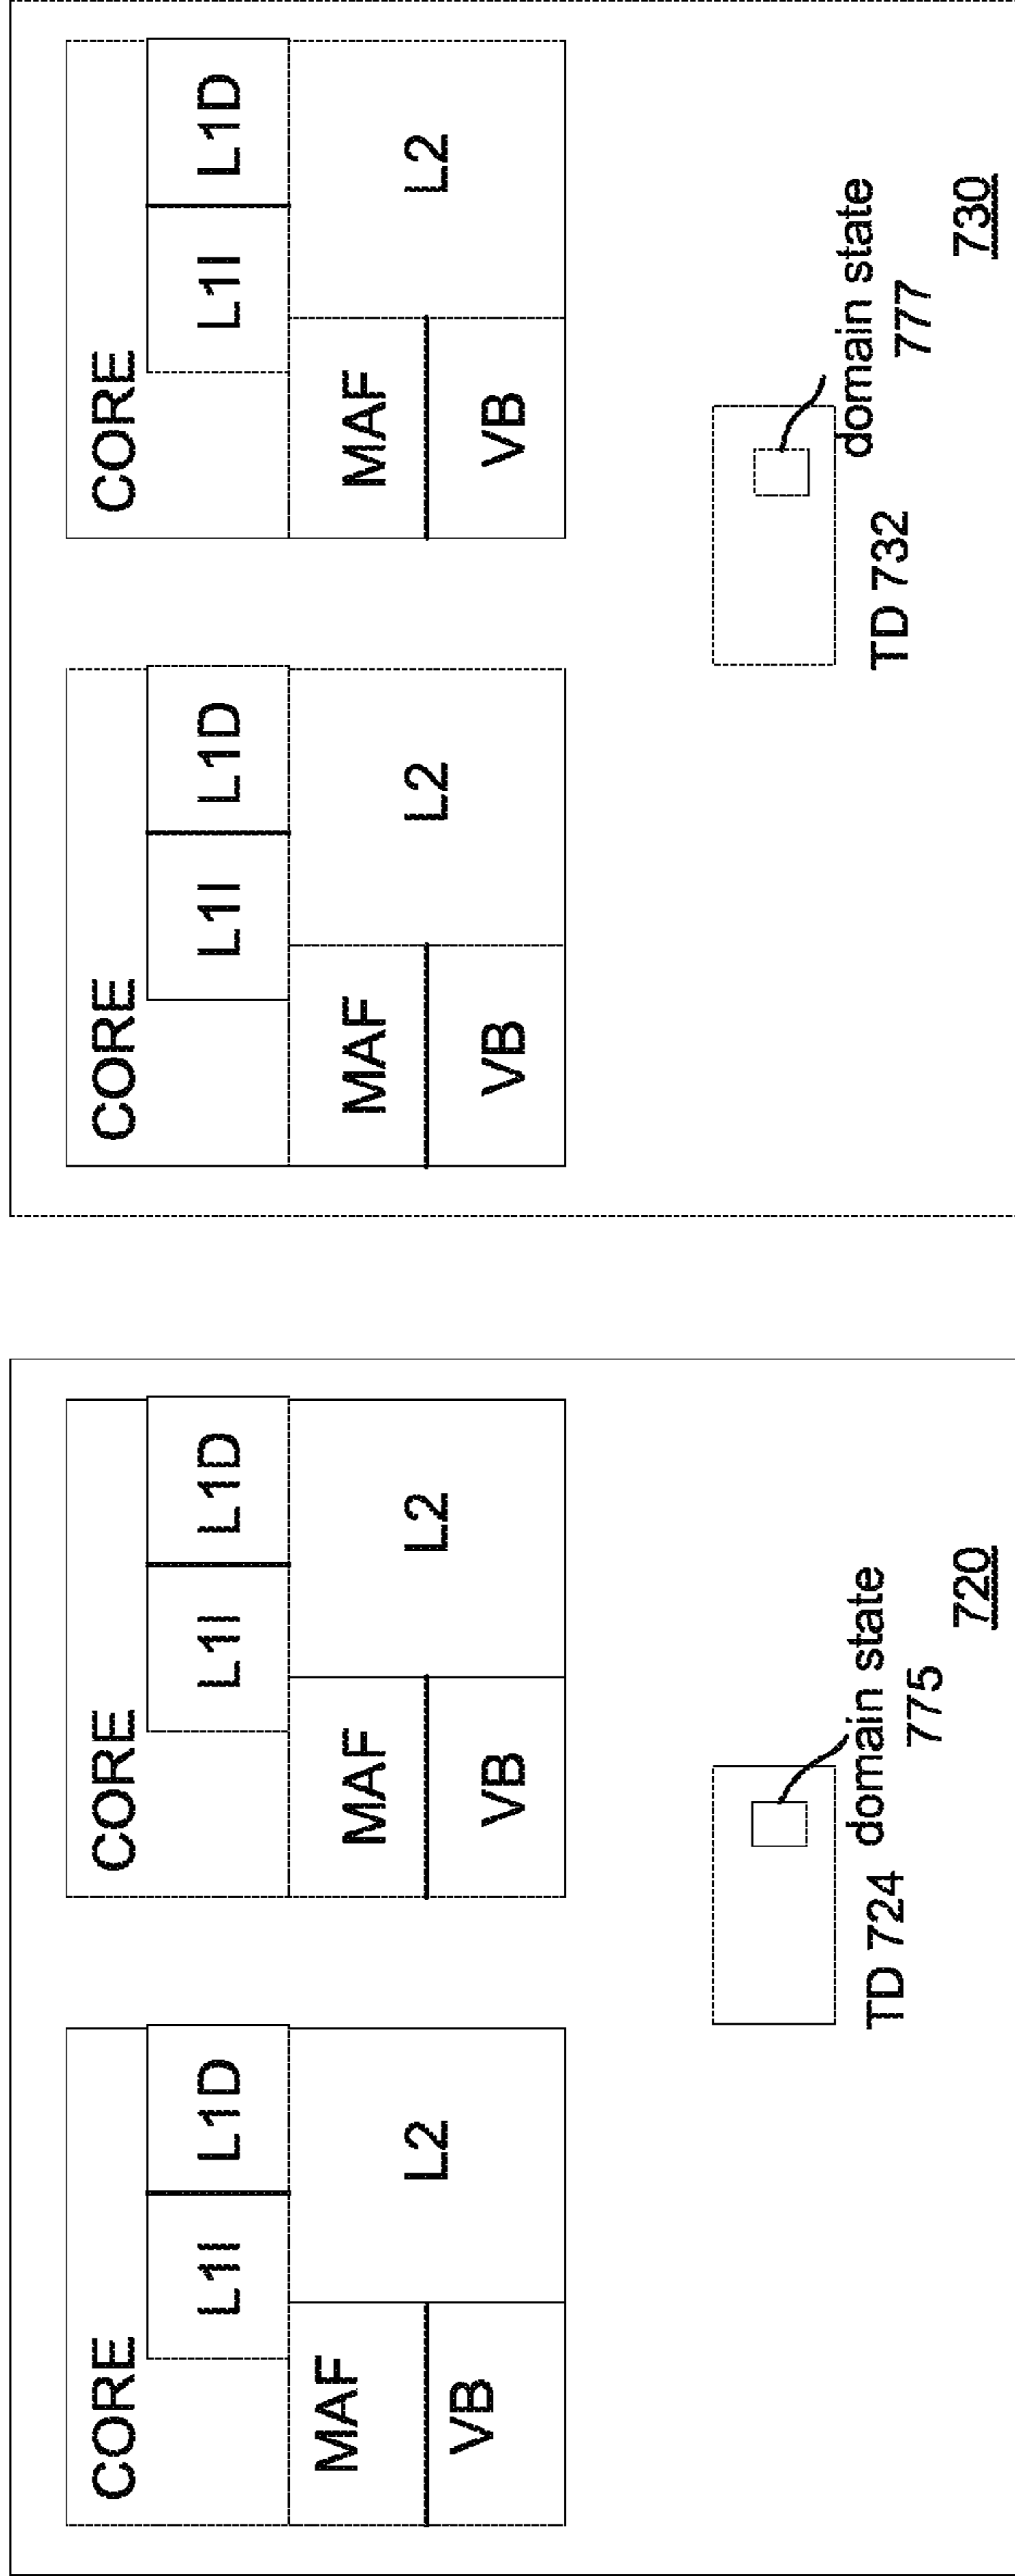 CORE
L1I
L1D
MAF
L2
VB
CORE
L1I
L1D
MAF
L2
VB
TD 724
domain state
775
720
CORE
L1I
L1D
MAF
L2
VB
CORE
L1I
L1D
MAF
L2
VB
TD 732
domain state
777
730